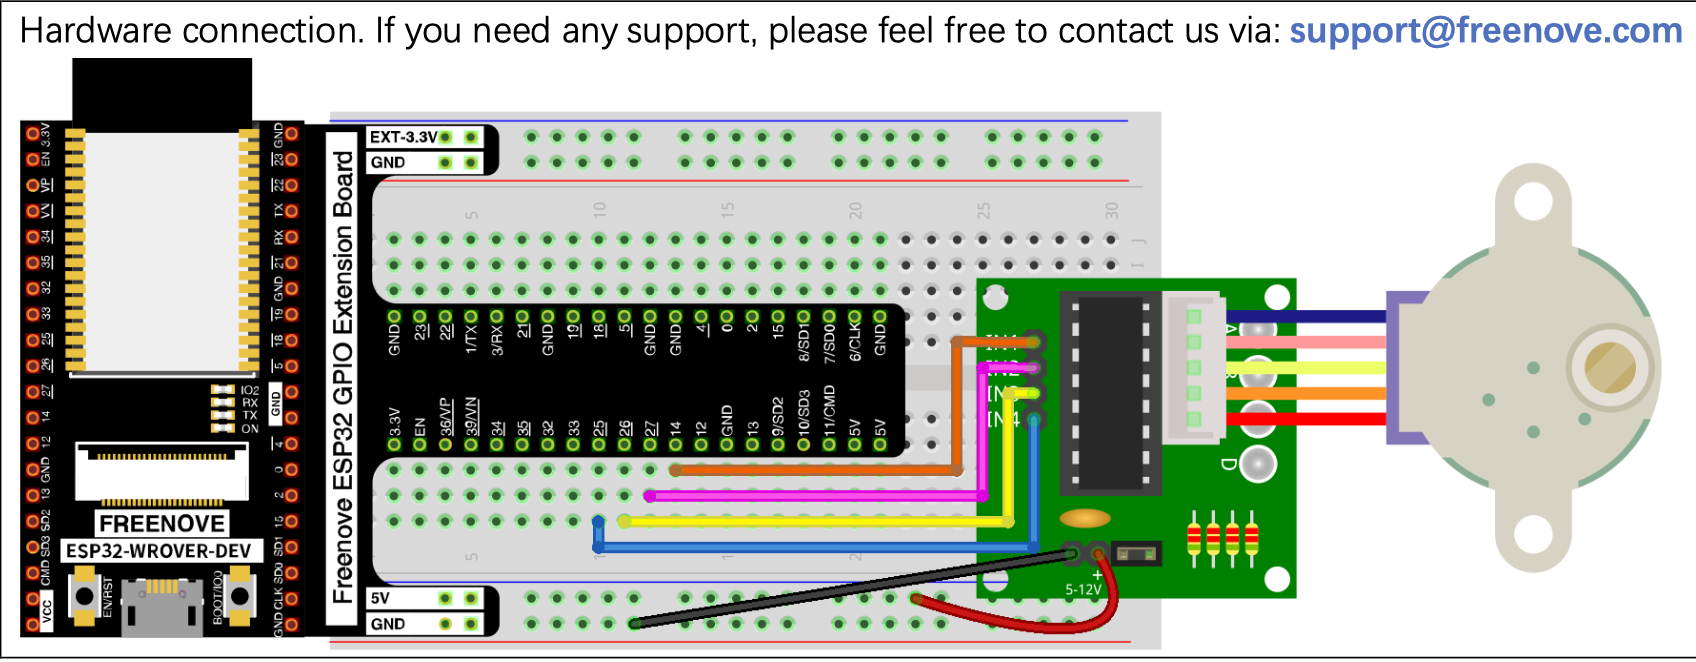 Hardware connection. If you need any support, please feel free to contact us via: support@freenove.com
3.3V
EN
VP
VN
34
35
32
33
25
26
27
14
12
GND
13
SD2
SD3
CMD
VCC
GND
23
22
TX
RX
21
GND
19
18
5
GND
4
0
2
15
SD1
SD0
CLK
GND
IO2
RX
TX
ON
FREENOVE
ESP32-WROVER-DEV
EN/RST
BOOT/IO0
Freenove ESP32 GPIO Extension Board
EXT-3.3V
GND
5 10 15 20 25 30
J
I
GND 23 22 1/TX 3/RX 21 GND 19 18 5 GND GND 4 0 2 15 8/SD1 7/SD0 6/CLK GND
3.3V EN 36/VP 39/VN 34 35 32 33 25 26 27 14 12 GND 13 9/SD2 10/SD3 11/CMD 5V 5V
5
5V
GND
IN1
IN2
IN3
IN4
A
B
D
+
5-12V